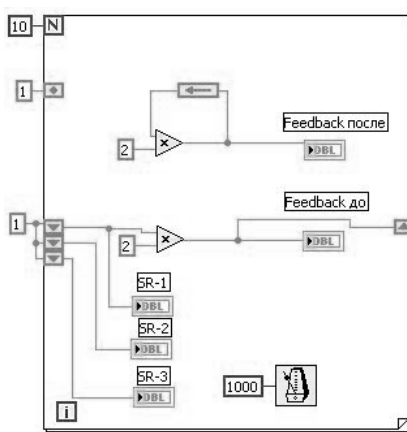 10 N
1
Feedback после
2
DBL
Feedback до
1
2
DBL
SR-1
DBL
SR-2
DBL
SR-3
DBL
1000
i